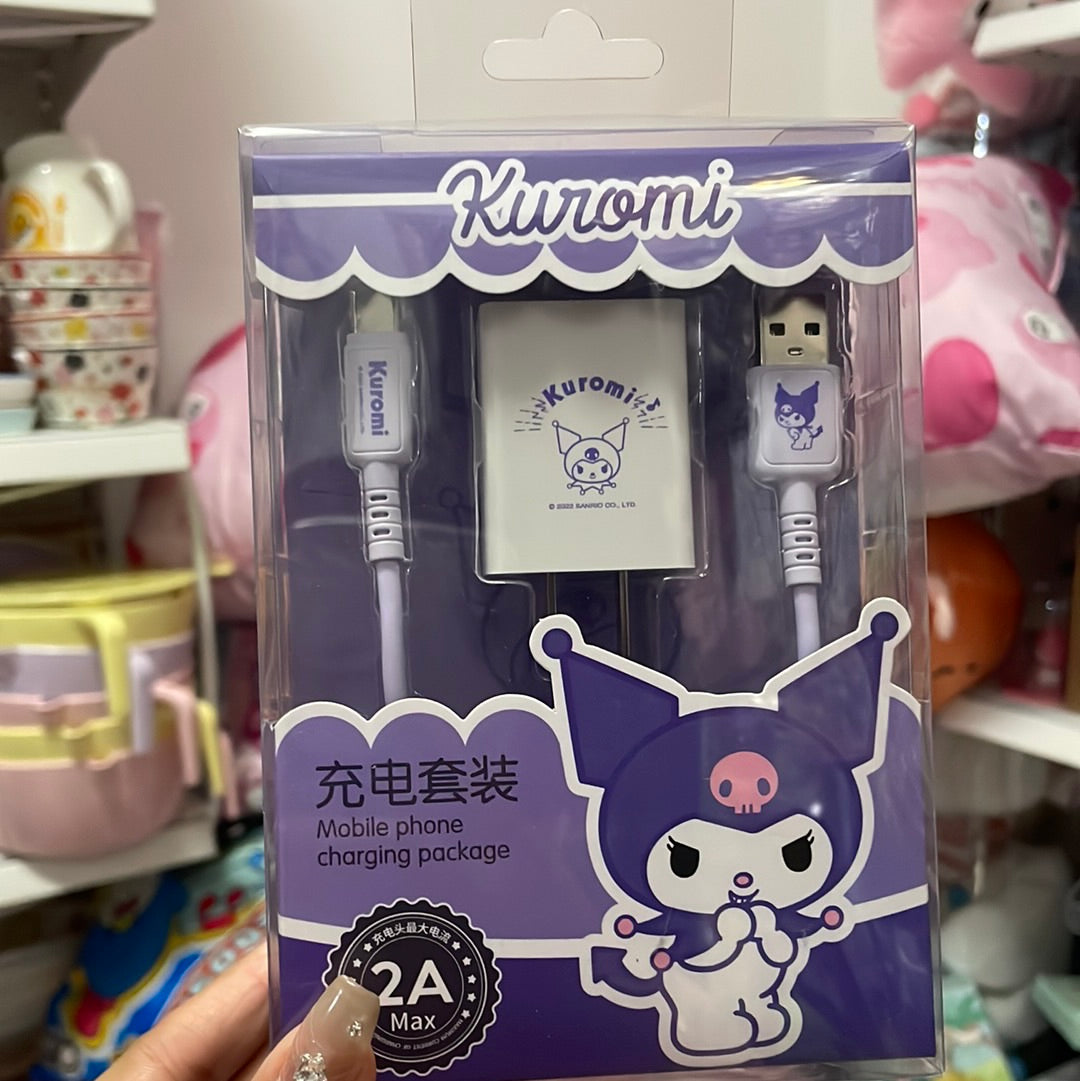 Kuromi
Kuromi
Kuromi
© 2022 SANRIO CO., LTD.
充电套装
Mobile phone
charging package
充电头最大电流
2A
Max